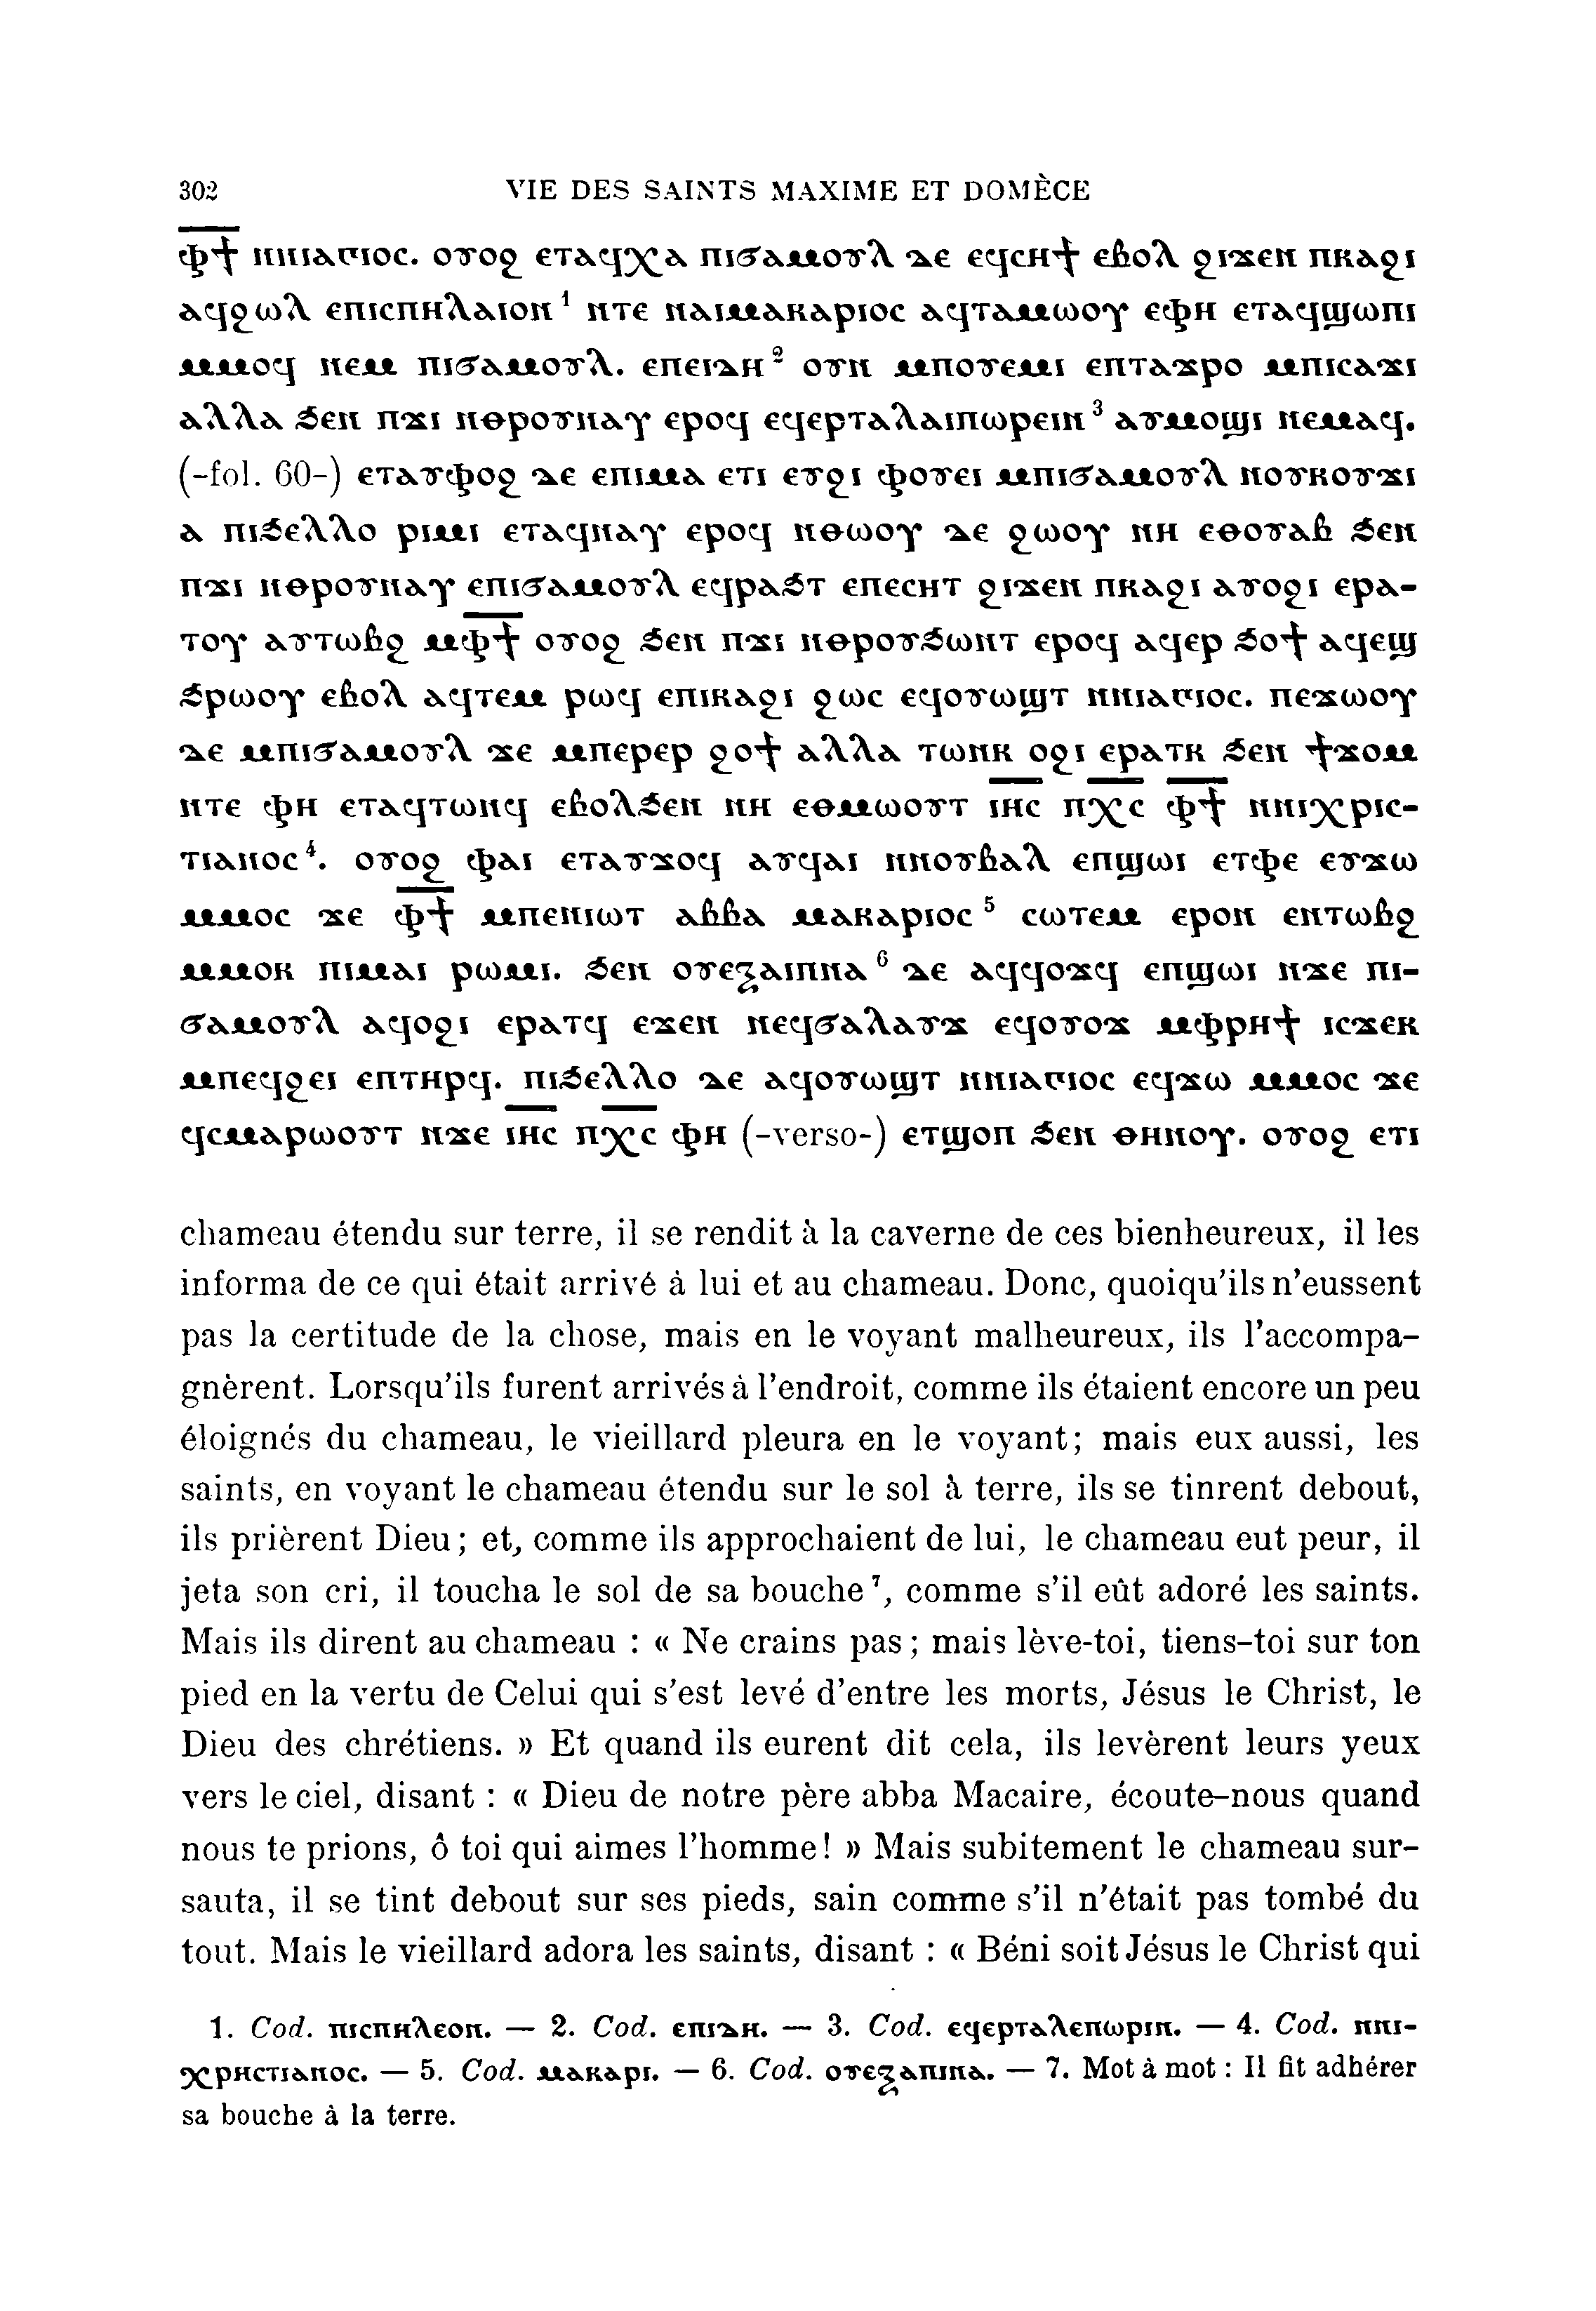 302 VIE DES SAINTS MAXIME ET DOMÈCE
ⲫ̅ϯ̅ ⲛⲛⲓⲁⲅⲓⲟⲥ. ⲟⲩⲟϩ ⲉⲧⲁϥⲭⲁ ⲡⲓϭⲁⲙⲟⲩⲗ ⲇⲉ ⲉϥⲥⲏϯ ⲉⲃⲟⲗ ϩⲓϫⲉⲛ ⲡⲕⲁϩⲓ
ⲁϥϩⲱⲗ ⲉⲡⲓⲥⲡⲏⲗⲁⲓⲟⲛ¹ ⲛⲧⲉ ⲛⲁⲓⲙⲁⲕⲁⲣⲓⲟⲥ ⲁϥⲧⲁⲙⲱⲟⲩ ⲉⲫⲏ ⲉⲧⲁϥϣⲱⲡⲓ
ⲙⲙⲟϥ ⲛⲉⲙ ⲡⲓϭⲁⲙⲟⲩⲗ. ⲉⲡⲉⲓⲇⲏ² ⲟⲩⲛ ⲙⲡⲟⲩⲉⲙⲓ ⲉⲡⲧⲁϫⲣⲟ ⲙⲡⲓⲥⲁϫⲓ
ⲁⲗⲗⲁ ϧⲉⲛ ⲡϫⲓ ⲛⲑⲣⲟⲩⲛⲁⲩ ⲉⲣⲟϥ ⲉϥⲉⲣⲧⲁⲗⲁⲓⲡⲱⲣⲉⲓⲛ³ ⲁⲩⲙⲟϣⲓ ⲛⲉⲙⲁϥ.
(-fol. 60-) ⲉⲧⲁⲩⲫⲟϩ ⲇⲉ ⲉⲡⲓⲙⲁ ⲉⲧⲓ ⲉⲩϩⲓ ⲫⲟⲩⲉⲓ ⲙⲡⲓϭⲁⲙⲟⲩⲗ ⲛⲟⲩⲕⲟⲩϫⲓ
ⲁ ⲡⲓϧⲉⲗⲗⲟ ⲣⲓⲙⲓ ⲉⲧⲁϥⲛⲁⲩ ⲉⲣⲟϥ ⲛⲑⲱⲟⲩ ⲇⲉ ϩⲱⲟⲩ ⲛⲏ ⲉⲑⲟⲩⲁⲃ ϧⲉⲛ
ⲡϫⲓ ⲛⲑⲣⲟⲩⲛⲁⲩ ⲉⲡⲓϭⲁⲙⲟⲩⲗ ⲉϥⲣⲁϧⲧ ⲉⲡⲉⲥⲏⲧ ϩⲓϫⲉⲛ ⲡⲕⲁϩⲓ ⲁⲩⲟϩⲓ ⲉⲣⲁ-
ⲧⲟⲩ ⲁⲩⲧⲱⲃϩ ⲙⲫ̅ϯ̅ ⲟⲩⲟϩ ϧⲉⲛ ⲡϫⲓ ⲛⲑⲣⲟⲩϧⲱⲛⲧ ⲉⲣⲟϥ ⲁϥⲉⲣ ϩⲟϯ ⲁϥⲉϣ
ϧⲣⲱⲟⲩ ⲉⲃⲟⲗ ⲁϥⲧⲉⲙ ⲣⲱϥ ⲉⲡⲓⲕⲁϩⲓ ϩⲱⲥ ⲉϥⲟⲩⲱϣⲧ ⲛⲛⲓⲁⲅⲓⲟⲥ. ⲡⲉϫⲱⲟⲩ
ⲇⲉ ⲙⲡⲓϭⲁⲙⲟⲩⲗ ϫⲉ ⲙⲡⲉⲣⲉⲣ ϩⲟϯ ⲁⲗⲗⲁ ⲧⲱⲛⲕ ⲟϩⲓ ⲉⲣⲁⲧⲕ ϧⲉⲛ ϯϫⲟⲙ
ⲛⲧⲉ ⲫⲏ ⲉⲧⲁϥⲧⲱⲛϥ ⲉⲃⲟⲗϧⲉⲛ ⲛⲏ ⲉⲑⲙⲱⲟⲩⲧ ⲓ̅ⲏ̅ⲥ̅ ⲡ̅ⲭ̅ⲥ̅ ⲫ̅ϯ̅ ⲛⲛⲓⲭⲣⲓⲥ-
ⲧⲓⲁⲛⲟⲥ⁴. ⲟⲩⲟϩ ⲫⲁⲓ ⲉⲧⲁⲩϫⲟϥ ⲁⲩϥⲁⲓ ⲛⲛⲟⲩⲃⲁⲗ ⲉⲡϣⲱⲓ ⲉⲧⲫⲉ ⲉⲩϫⲱ
ⲙⲙⲟⲥ ϫⲉ ⲫ̅ϯ̅ ⲙⲡⲉⲛⲓⲱⲧ ⲁⲃⲃⲁ ⲙⲁⲕⲁⲣⲓⲟⲥ⁵ ⲥⲱⲧⲉⲙ ⲉⲣⲟⲛ ⲉⲛⲧⲱⲃϩ
ⲙⲙⲟⲕ ⲡⲓⲙⲁⲓ ⲣⲱⲙⲓ. ϧⲉⲛ ⲟⲩⲉⲝⲁⲓⲡⲛⲁ⁶ ⲇⲉ ⲁϥϥⲟϫϥ ⲉⲡϣⲱⲓ ⲛϫⲉ ⲡⲓ-
ϭⲁⲙⲟⲩⲗ ⲁϥⲟϩⲓ ⲉⲣⲁⲧϥ ⲉϫⲉⲛ ⲛⲉϥϭⲁⲗⲁⲩϫ ⲉϥⲟⲩⲟϫ ⲙⲫⲣⲏϯ ⲓⲥϫⲉⲕ
ⲙⲡⲉϥϩⲉⲓ ⲉⲡⲧⲏⲣϥ. ⲡⲓϧⲉⲗⲗⲟ ⲇⲉ ⲁϥⲟⲩⲱϣⲧ ⲛⲛⲓⲁⲅⲓⲟⲥ ⲉϥϫⲱ ⲙⲙⲟⲥ ϫⲉ
ϥⲥⲙⲁⲣⲱⲟⲩⲧ ⲛϫⲉ ⲓ̅ⲏ̅ⲥ̅ ⲡ̅ⲭ̅ⲥ̅ ⲫⲏ (-verso-) ⲉⲧϣⲟⲡ ϧⲉⲛ ⲑⲏⲛⲟⲩ. ⲟⲩⲟϩ ⲉⲧⲓ
chameau étendu sur terre, il se rendit à la caverne de ces bienheureux, il les
informa de ce qui était arrivé à lui et au chameau. Donc, quoiqu'ils n'eussent
pas la certitude de la chose, mais en le voyant malheureux, ils l'accompa-
gnèrent. Lorsqu'ils furent arrivés à l'endroit, comme ils étaient encore un peu
éloignés du chameau, le vieillard pleura en le voyant; mais eux aussi, les
saints, en voyant le chameau étendu sur le sol à terre, ils se tinrent debout,
ils prièrent Dieu; et, comme ils approchaient de lui, le chameau eut peur, il
jeta son cri, il toucha le sol de sa bouche⁷, comme s'il eût adoré les saints.
Mais ils dirent au chameau : « Ne crains pas; mais lève-toi, tiens-toi sur ton
pied en la vertu de Celui qui s'est levé d'entre les morts, Jésus le Christ, le
Dieu des chrétiens. » Et quand ils eurent dit cela, ils levèrent leurs yeux
vers le ciel, disant : « Dieu de notre père abba Macaire, écoute-nous quand
nous te prions, ô toi qui aimes l'homme! » Mais subitement le chameau sur-
sauta, il se tint debout sur ses pieds, sain comme s'il n'était pas tombé du
tout. Mais le vieillard adora les saints, disant : « Béni soit Jésus le Christ qui
1. Cod. ⲡⲓⲥⲡⲏⲗⲉⲟⲛ. — 2. Cod. ⲉⲡⲓⲇⲏ. — 3. Cod. ⲉϥⲉⲣⲧⲁⲗⲉⲡⲱⲣⲓⲛ. — 4. Cod. ⲛⲛⲓ-
ⲭⲣⲏⲥⲧⲓⲁⲛⲟⲥ. — 5. Cod. ⲙⲁⲕⲁⲣⲓ. — 6. Cod. ⲟⲩⲉⲝⲁⲡⲓⲛⲁ. — 7. Mot à mot : Il fit adhérer
sa bouche à la terre.